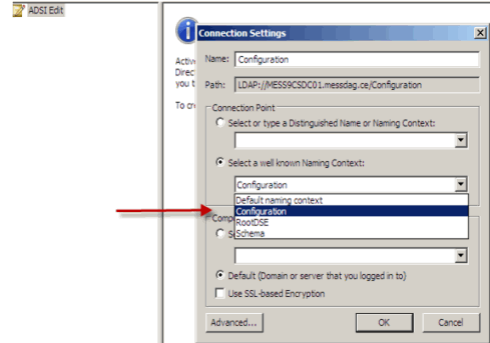 ADSI Edit
Connection Settings
Activ
Direc
you t
To cr
Name: Configuration
Path: LDAP://MESS9CSDC01.messdag.ce/Configuration
Connection Point
Select or type a Distinguished Name or Naming Context:
Select a well known Naming Context:
Configuration
Default naming context
Configuration
RootDSE
Schema
Comp
S
Default (Domain or server that you logged in to)
Use SSL-based Encryption
Advanced...
OK
Cancel